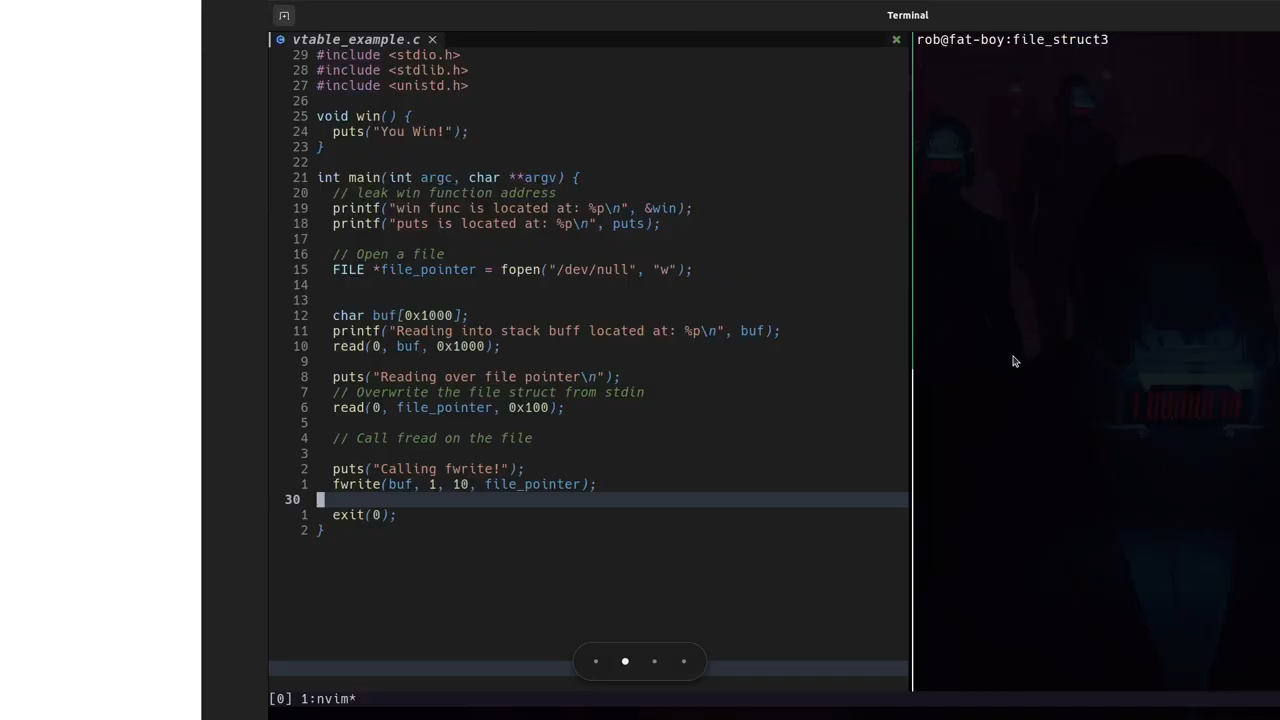 Terminal
vtable_example.c ×
rob@fat-boy:file_struct3
29 #include <stdio.h>
28 #include <stdlib.h>
27 #include <unistd.h>
26
25 void win() {
24 puts("You Win!");
23 }
22
21 int main(int argc, char **argv) {
20 // leak win function address
19 printf("win func is located at: %p\n", &win);
18 printf("puts is located at: %p\n", puts);
17
16 // Open a file
15 FILE *file_pointer = fopen("/dev/null", "w");
14
13
12 char buf[0x1000];
11 printf("Reading into stack buff located at: %p\n", buf);
10 read(0, buf, 0x1000);
9
8 puts("Reading over file pointer\n");
7 // Overwrite the file struct from stdin
6 read(0, file_pointer, 0x100);
5
4 // Call fread on the file
3
2 puts("Calling fwrite!");
1 fwrite(buf, 1, 10, file_pointer);
30
1 exit(0);
2 }
[0] 1:nvim*